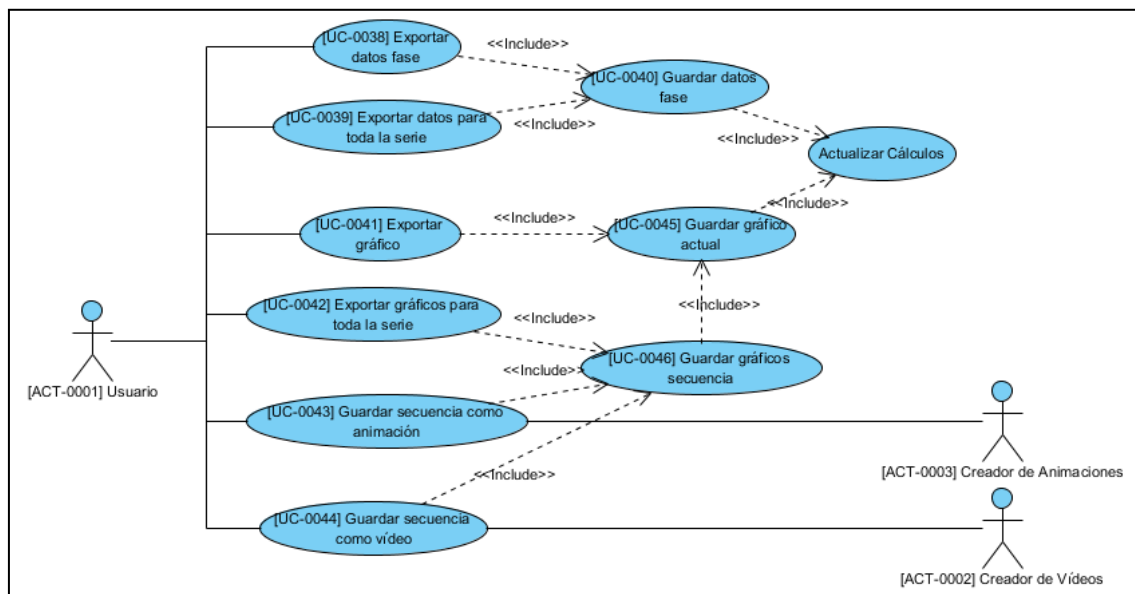 [UC-0038] Exportar
datos fase
<<Include>>
[UC-0040] Guardar datos
fase
[UC-0039] Exportar datos para
toda la serie
<<Include>>
<<Include>>
Actualizar Cálculos
[UC-0041] Exportar
gráfico
<<Include>>
[UC-0045] Guardar gráfico
actual
<<Include>>
[UC-0042] Exportar gráficos para
toda la serie
<<Include>>
<<Include>>
[UC-0046] Guardar gráficos
secuencia
<<Include>>
[ACT-0001] Usuario
[UC-0043] Guardar secuencia como
animación
[ACT-0003] Creador de Animaciones
<<Include>>
[UC-0044] Guardar secuencia
como vídeo
[ACT-0002] Creador de Vídeos